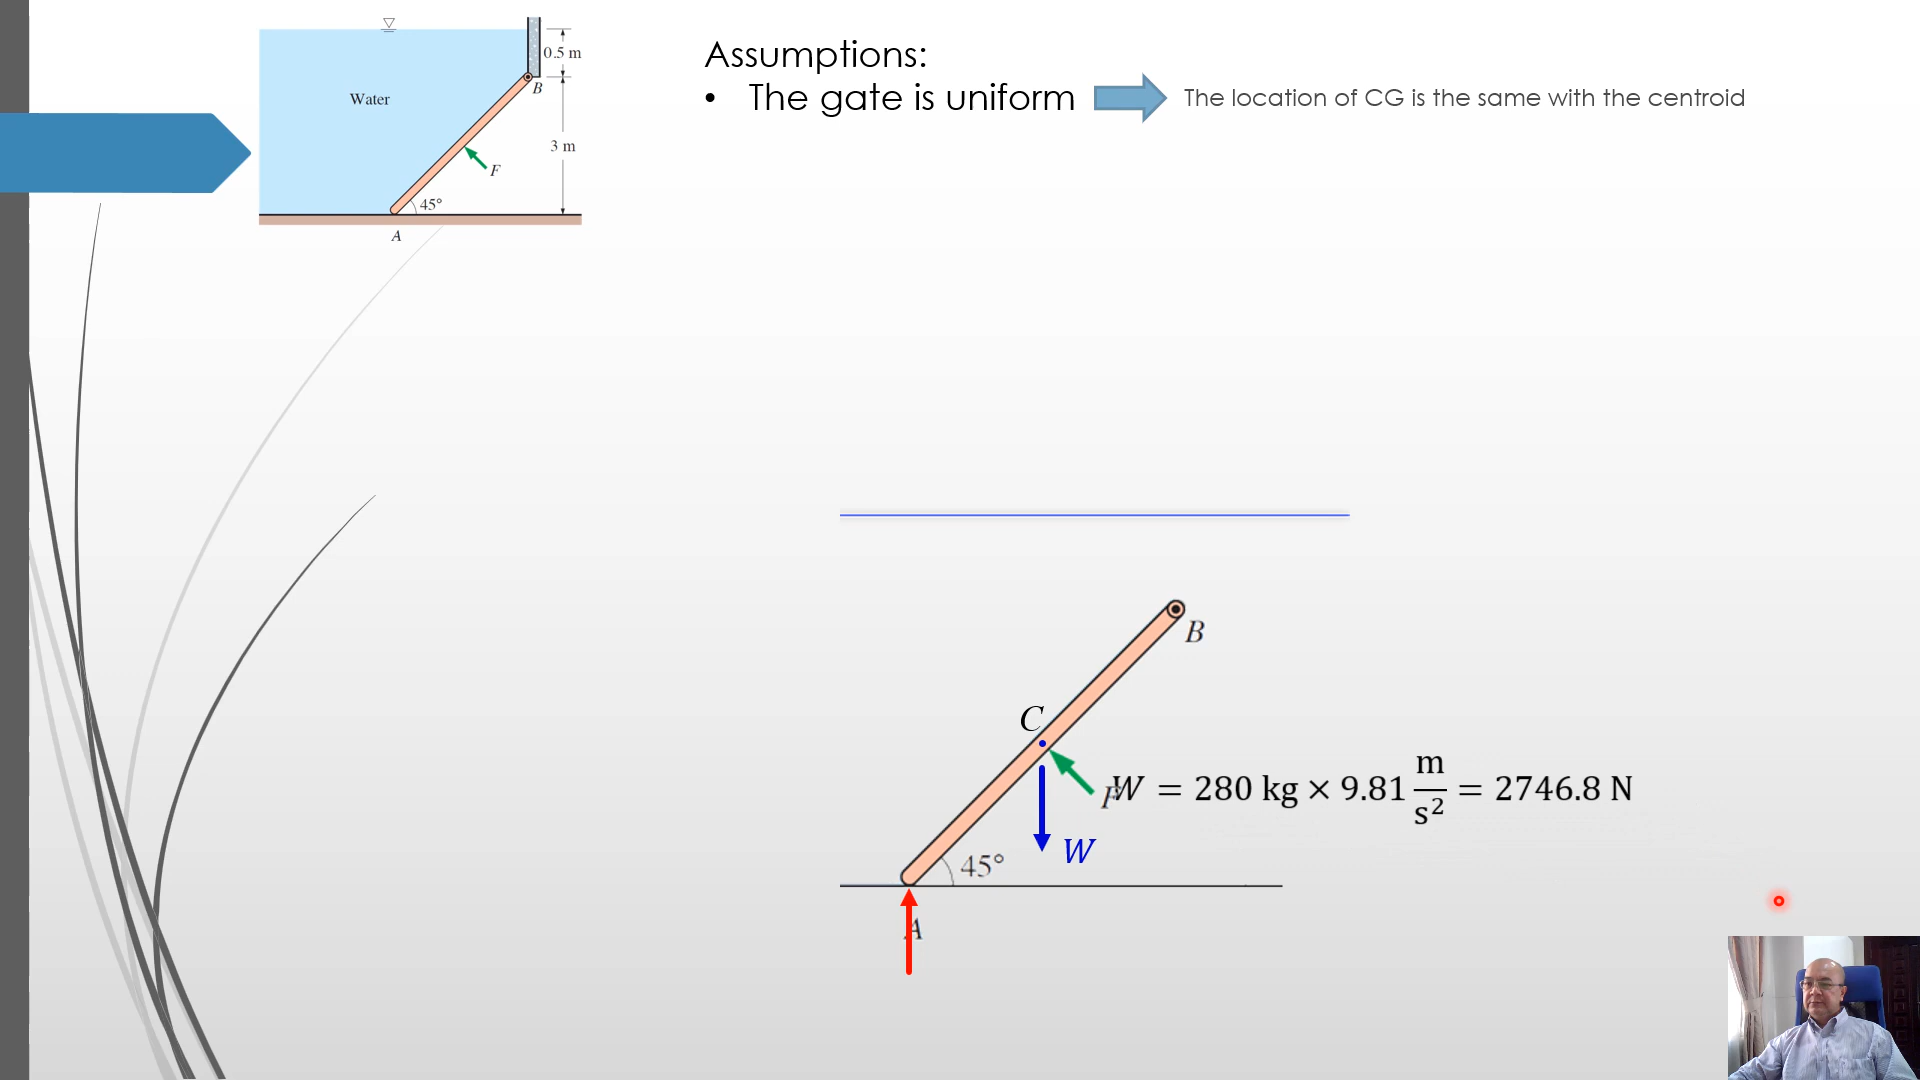 0.5 m
B
Water
3 m
F
45°
A
Assumptions:
• The gate is uniform
The location of CG is the same with the centroid
B
C
F
W = 280 kg × 9.81 m/s² = 2746.8 N
W
45°
A